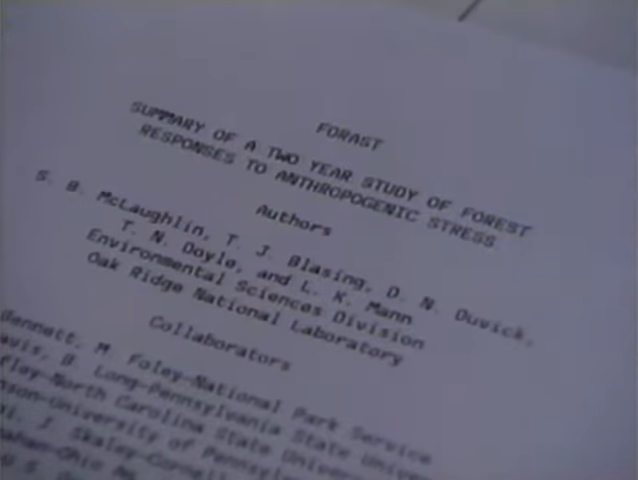 FORAST
SUMMARY OF A TWO YEAR STUDY OF FOREST
RESPONSES TO ANTHROPOGENIC STRESS
Authors
S. B. McLaughlin, T. J. Blasing, D. N. Duvick,
T. N. Doyle, and L. K. Mann
Environmental Sciences Division
Oak Ridge National Laboratory
Collaborators
Bennett, M. Foley-National Park Service
B. Long-Pennsylvania State
North Carolina State
University of
J. Skaley